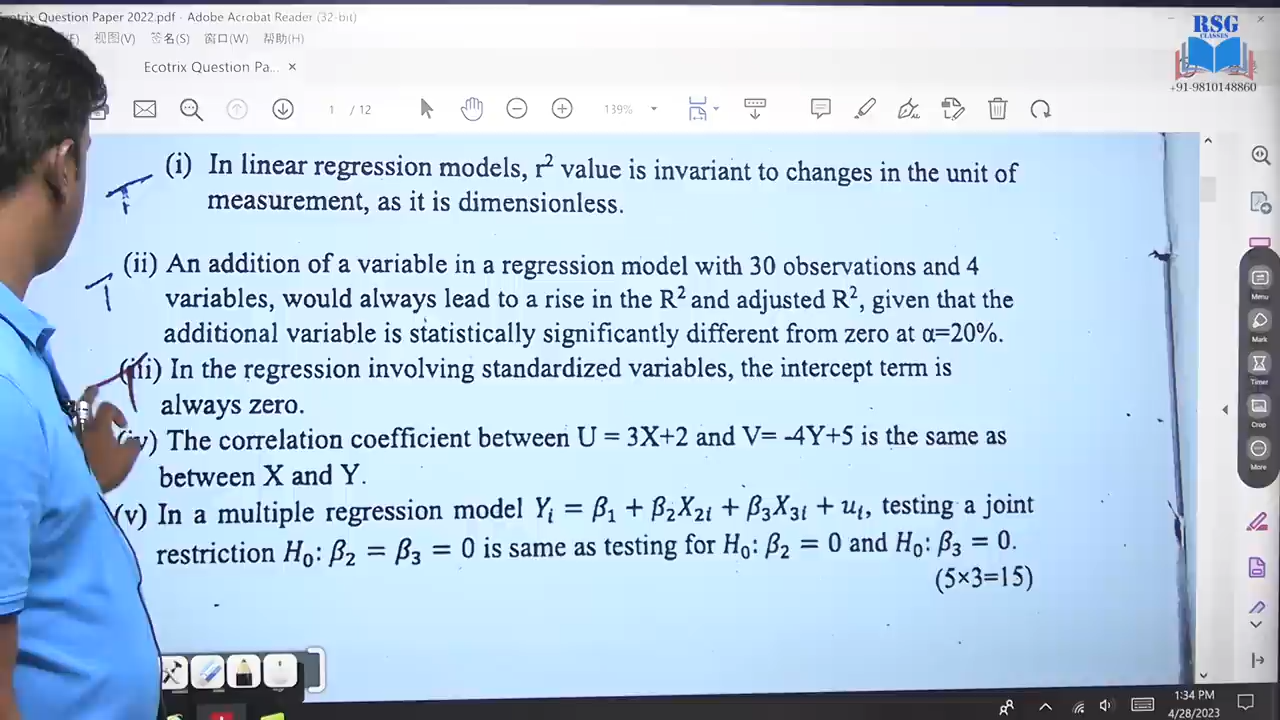 Ecotrix Question Paper 2022.pdf - Adobe Acrobat Reader (32-bit)
视图(V) 签名(S) 窗口(W) 帮助(H)
RSG
CLASSES
+91-9810148860
Ecotrix Question Pa... ×
1 / 12 139%
T (i) In linear regression models, r² value is invariant to changes in the unit of
measurement, as it is dimensionless.
T (ii) An addition of a variable in a regression model with 30 observations and 4
variables, would always lead to a rise in the R² and adjusted R², given that the
additional variable is statistically significantly different from zero at α=20%.
(iii) In the regression involving standardized variables, the intercept term is
always zero.
(iv) The correlation coefficient between U = 3X+2 and V= -4Y+5 is the same as
between X and Y.
(v) In a multiple regression model Yᵢ = β₁ + β₂X₂ᵢ + β₃X₃ᵢ + uᵢ, testing a joint
restriction H₀: β₂ = β₃ = 0 is same as testing for H₀: β₂ = 0 and H₀: β₃ = 0.
(5×3=15)
Menu
Mark
Timer
Crop
More
1:34 PM
4/28/2023